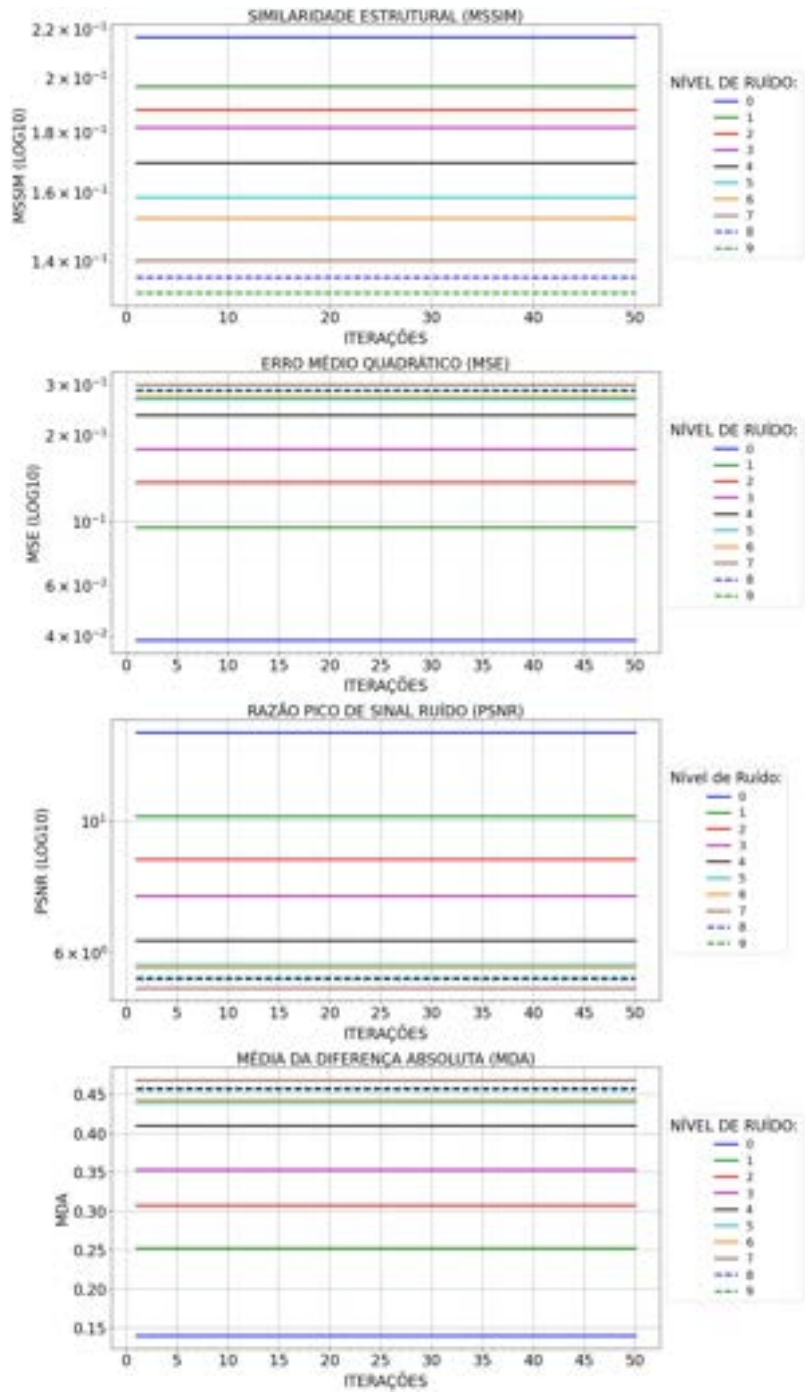 SIMILARIDADE ESTRUTURAL (MSSIM)
2.2 × 10⁻¹
2 × 10⁻¹
1.8 × 10⁻¹
1.6 × 10⁻¹
1.4 × 10⁻¹
MSSIM (LOG10)
0 10 20 30 40 50
ITERAÇÕES
NÍVEL DE RUÍDO:
0
1
2
3
4
5
6
7
8
9
ERRO MÉDIO QUADRÁTICO (MSE)
3 × 10⁻¹
2 × 10⁻¹
10⁻¹
6 × 10⁻²
4 × 10⁻²
MSE (LOG10)
0 5 10 15 20 25 30 35 40 45 50
ITERAÇÕES
NÍVEL DE RUÍDO:
0
1
2
3
4
5
6
7
8
9
RAZÃO PICO DE SINAL RUÍDO (PSNR)
10¹
6 × 10⁰
PSNR (LOG10)
0 5 10 15 20 25 30 35 40 45 50
ITERAÇÕES
Nível de Ruído:
0
1
2
3
4
5
6
7
8
9
MÉDIA DA DIFERENÇA ABSOLUTA (MDA)
0.45
0.40
0.35
0.30
0.25
0.20
0.15
MDA
0 5 10 15 20 25 30 35 40 45 50
ITERAÇÕES
NÍVEL DE RUÍDO:
0
1
2
3
4
5
6
7
8
9